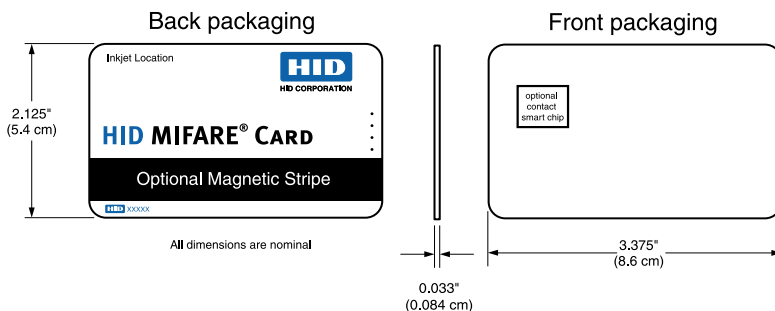 Back packaging
Front packaging
Inkjet Location
HID
HID CORPORATION
2.125"
(5.4 cm)
optional
contact
smart chip
HID MIFARE® CARD
Optional Magnetic Stripe
HID XXXXX
All dimensions are nominal
3.375"
(8.6 cm)
0.033"
(0.084 cm)